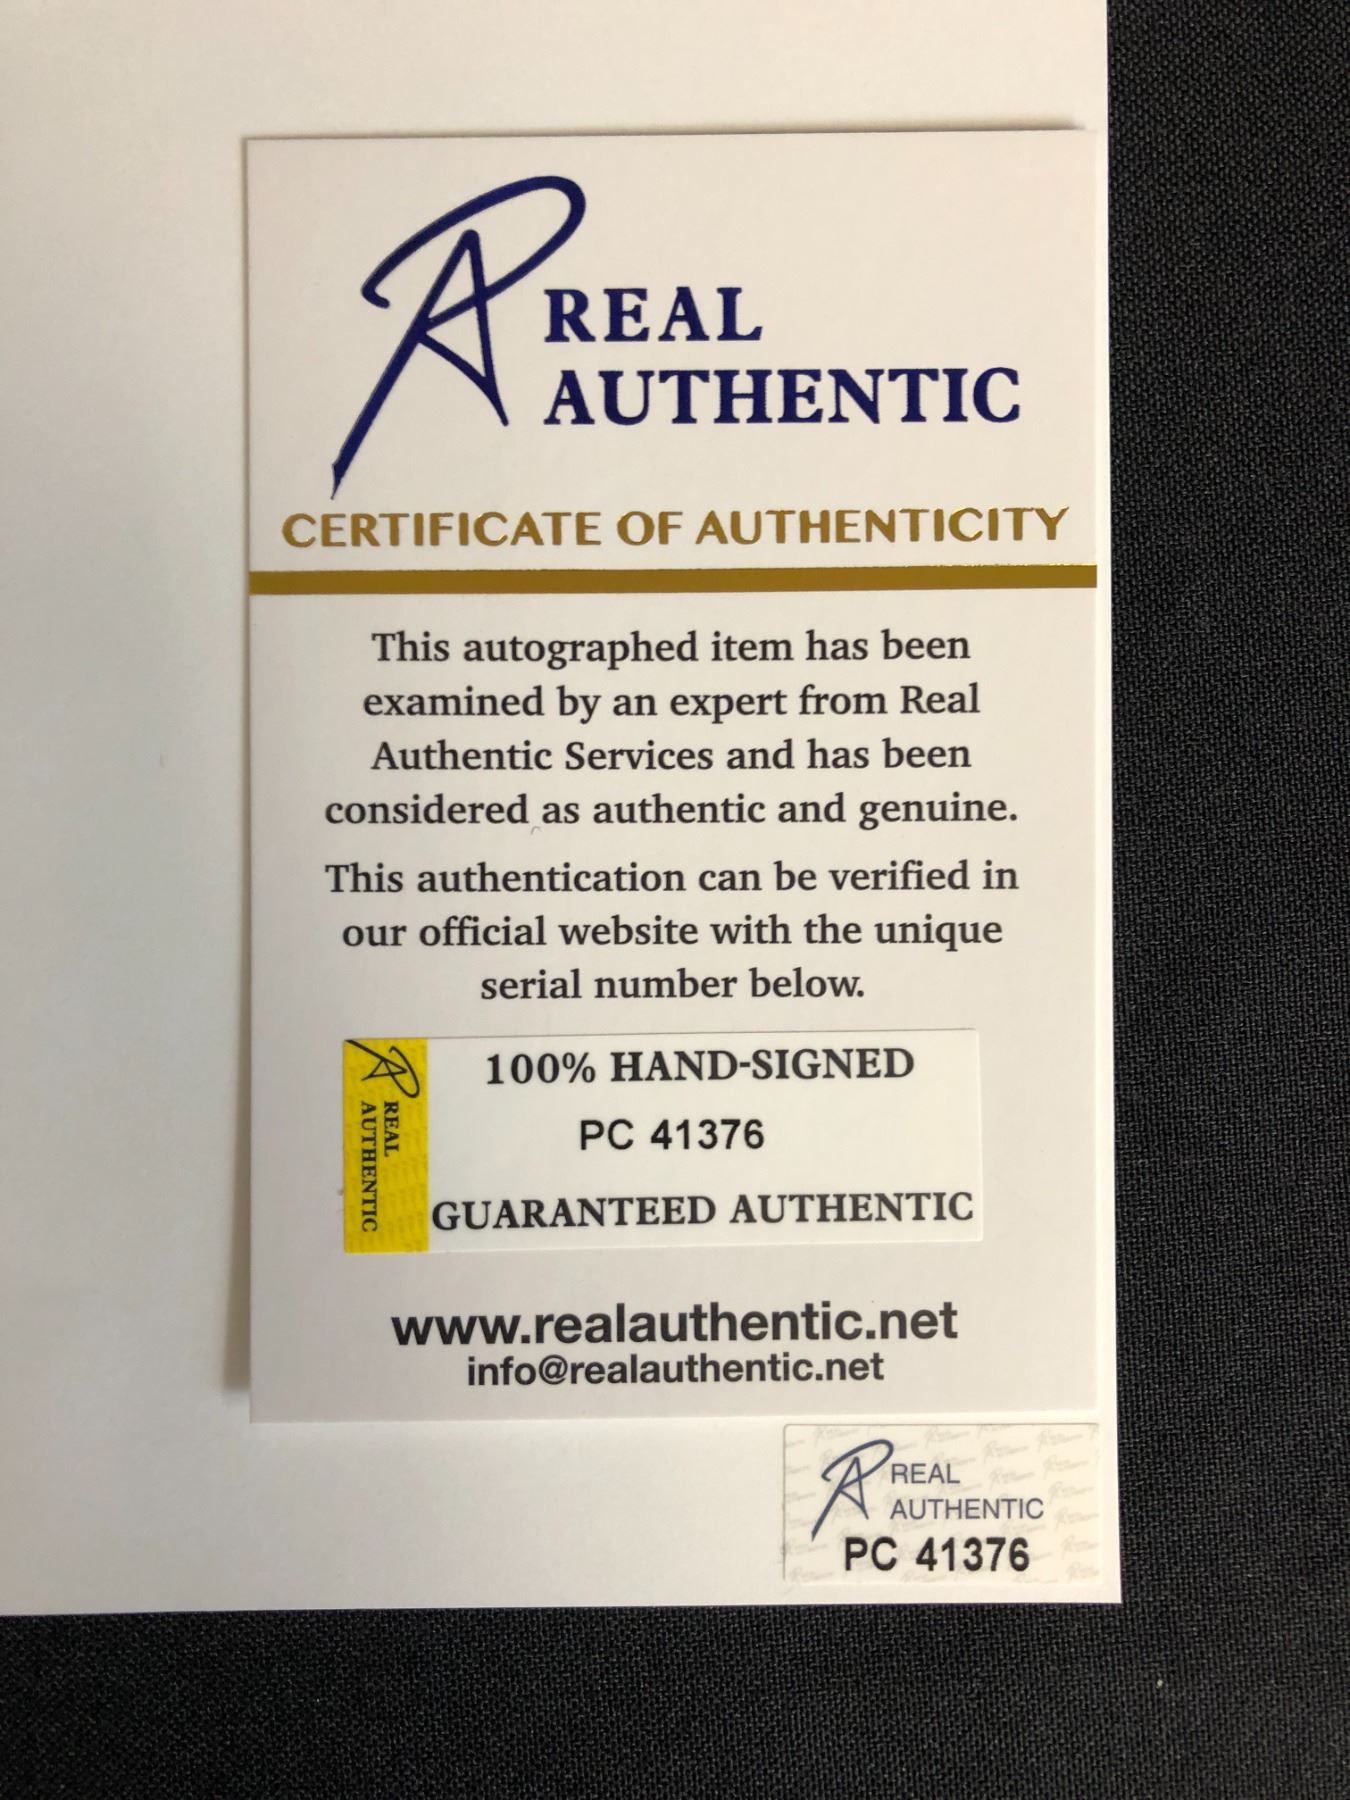 REAL
AUTHENTIC
CERTIFICATE OF AUTHENTICITY
This autographed item has been
examined by an expert from Real
Authentic Services and has been
considered as authentic and genuine.
This authentication can be verified in
our official website with the unique
serial number below.
REAL
AUTHENTIC
100% HAND-SIGNED
PC 41376
GUARANTEED AUTHENTIC
www.realauthentic.net
info@realauthentic.net
REAL
AUTHENTIC
PC 41376